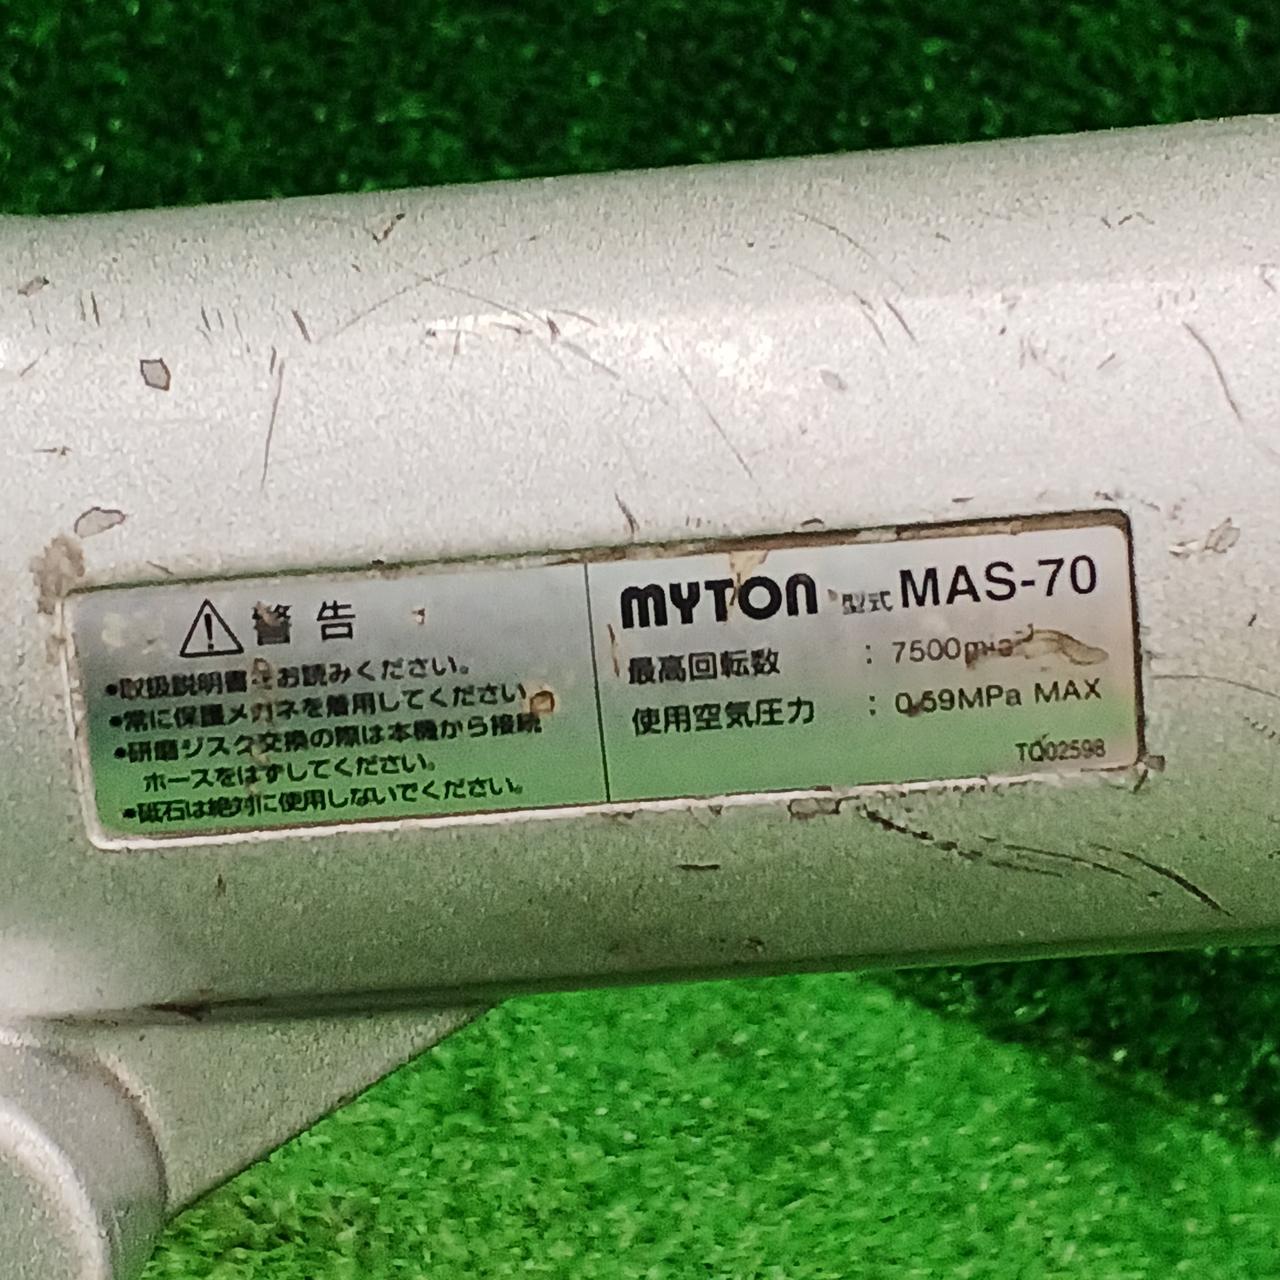 警告
•取扱説明書をお読みください。
•常に保護メガネを着用してください。
•研磨ジスク交換の際は本機から接続
ホースをはずしてください。
•砥石は絶対に使用しないでください。
MYTON 型式 MAS-70
最高回転数 : 7500min
使用空気圧力 : 0.59MPa MAX
TQ02598